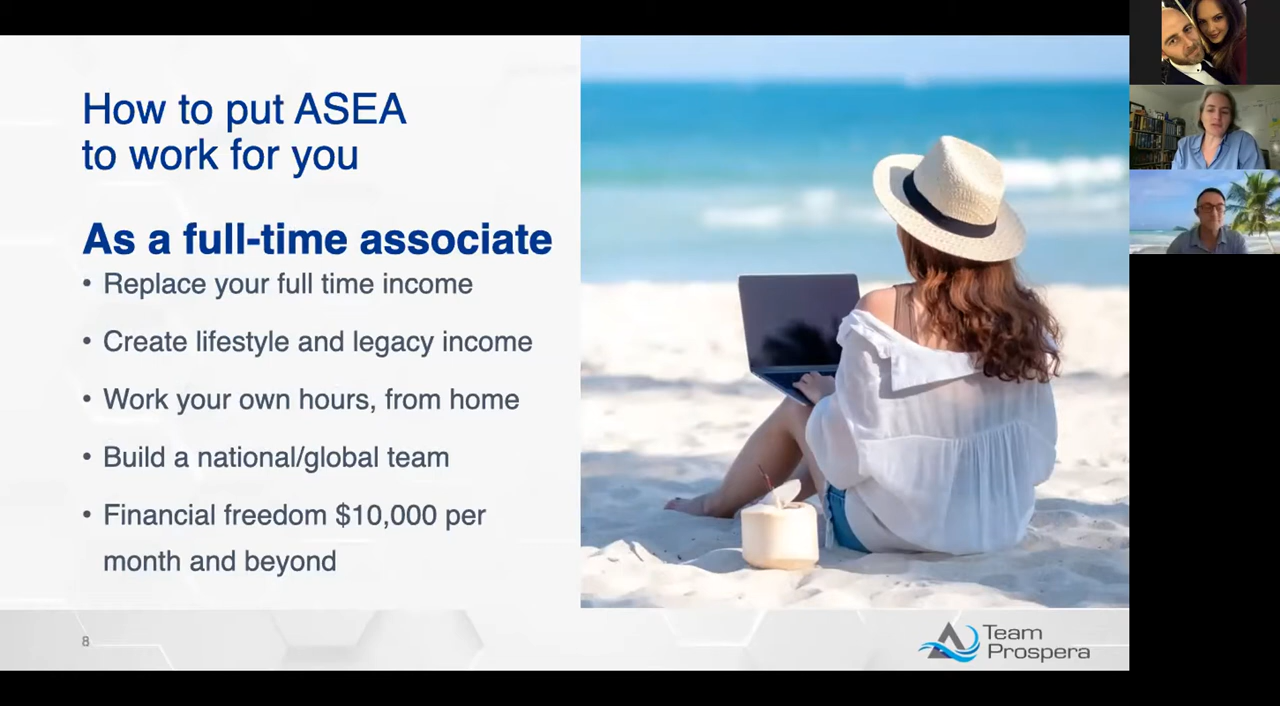 How to put ASEA
to work for you
As a full-time associate
• Replace your full time income
• Create lifestyle and legacy income
• Work your own hours, from home
• Build a national/global team
• Financial freedom $10,000 per
month and beyond
8
Team
Prospera